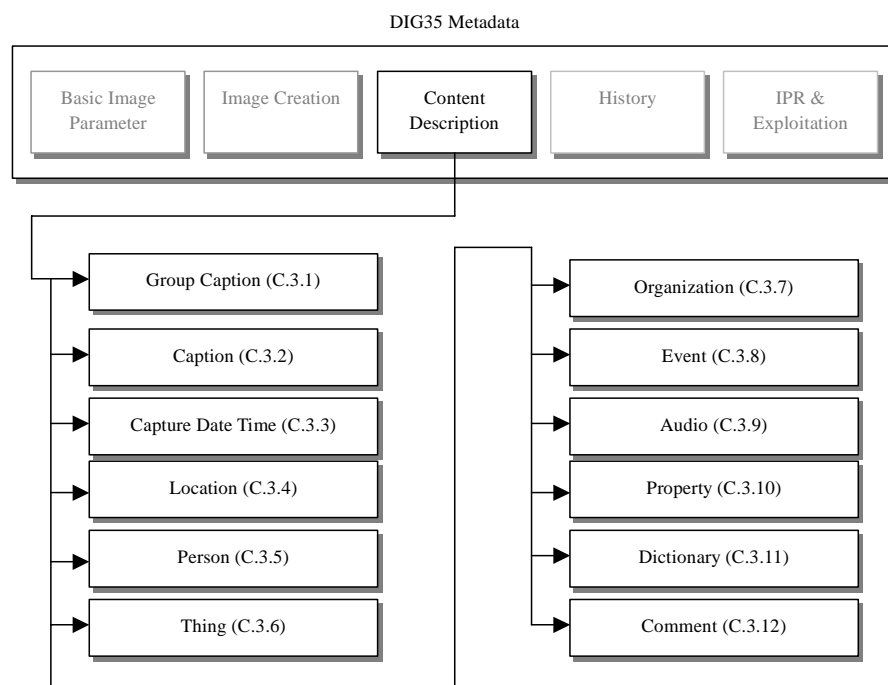 DIG35 Metadata
Basic Image
Parameter
Image Creation
Content
Description
History
IPR &
Exploitation
Group Caption (C.3.1)
Caption (C.3.2)
Capture Date Time (C.3.3)
Location (C.3.4)
Person (C.3.5)
Thing (C.3.6)
Organization (C.3.7)
Event (C.3.8)
Audio (C.3.9)
Property (C.3.10)
Dictionary (C.3.11)
Comment (C.3.12)